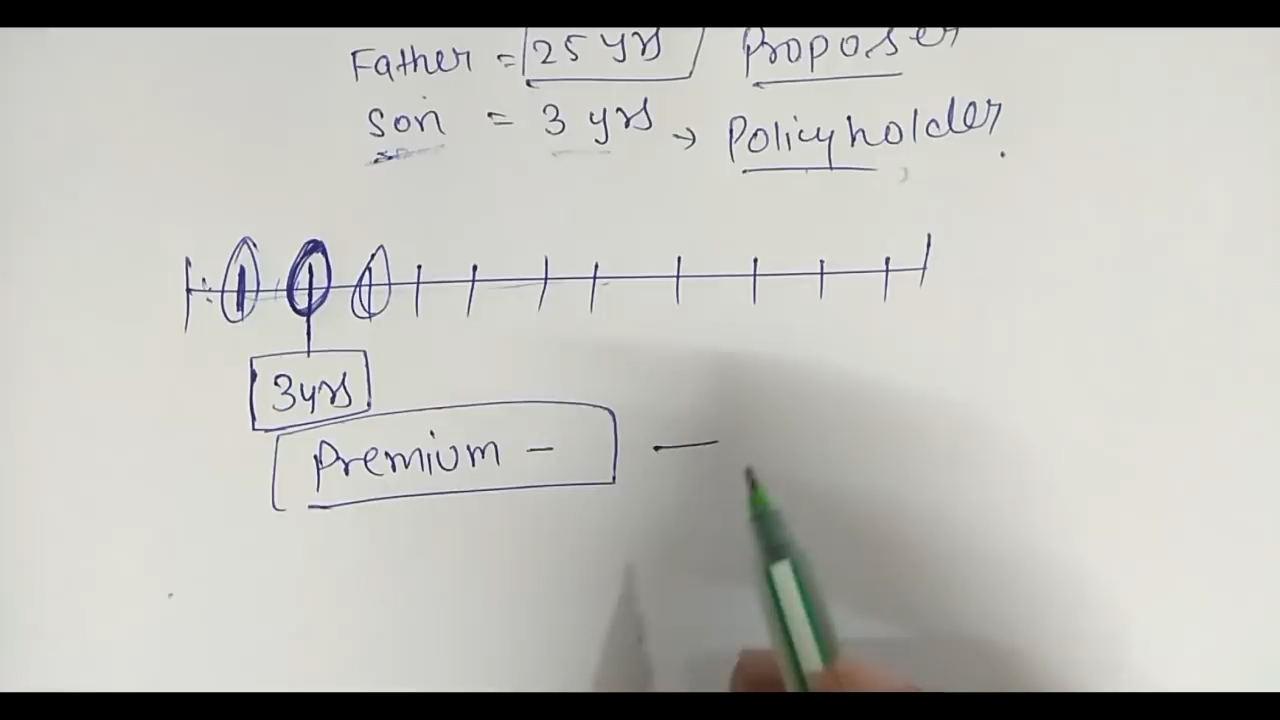 Father = 25 yrs / Proposer
Son = 3 yrs → Policyholder.
3yrs
Premium - —